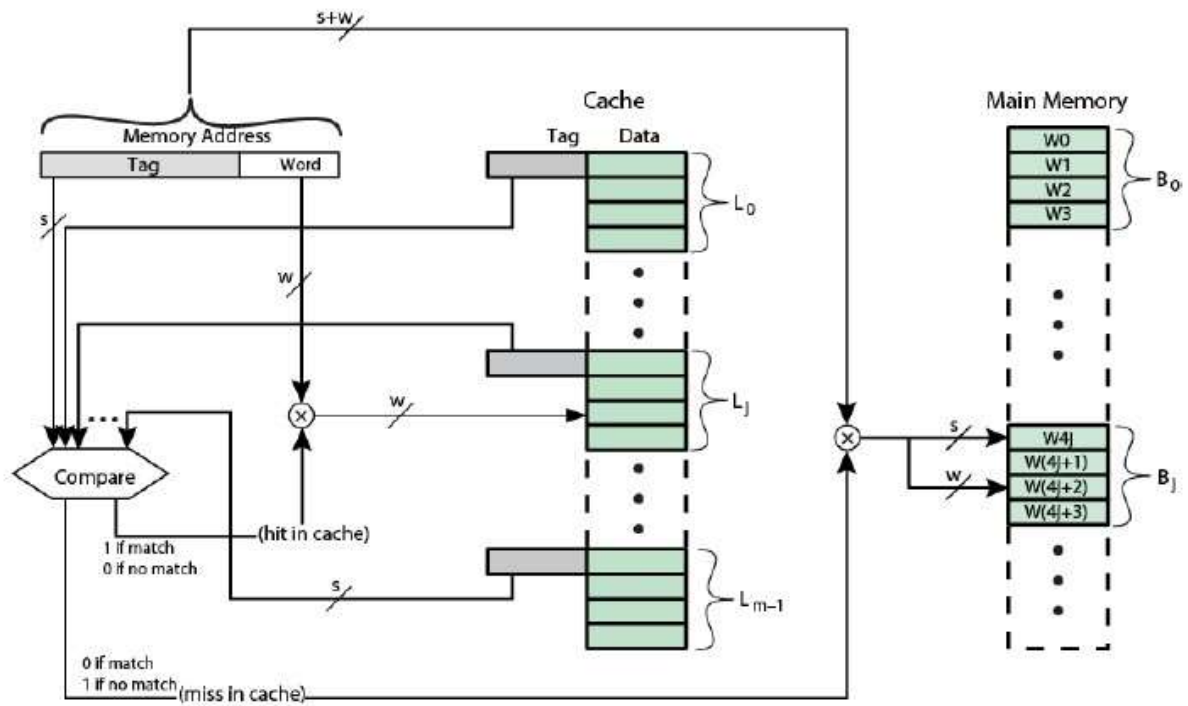 s+w
Cache
Main Memory
Memory Address
Tag Data
Tag Word
W0
W1
W2
W3
B0
L0
s
w
Lj
w
s
w
W4j
W(4j+1)
W(4j+2)
W(4j+3)
Bj
Compare
(hit in cache)
1 if match
0 if no match
s
Lm–1
0 if match
1 if no match
(miss in cache)